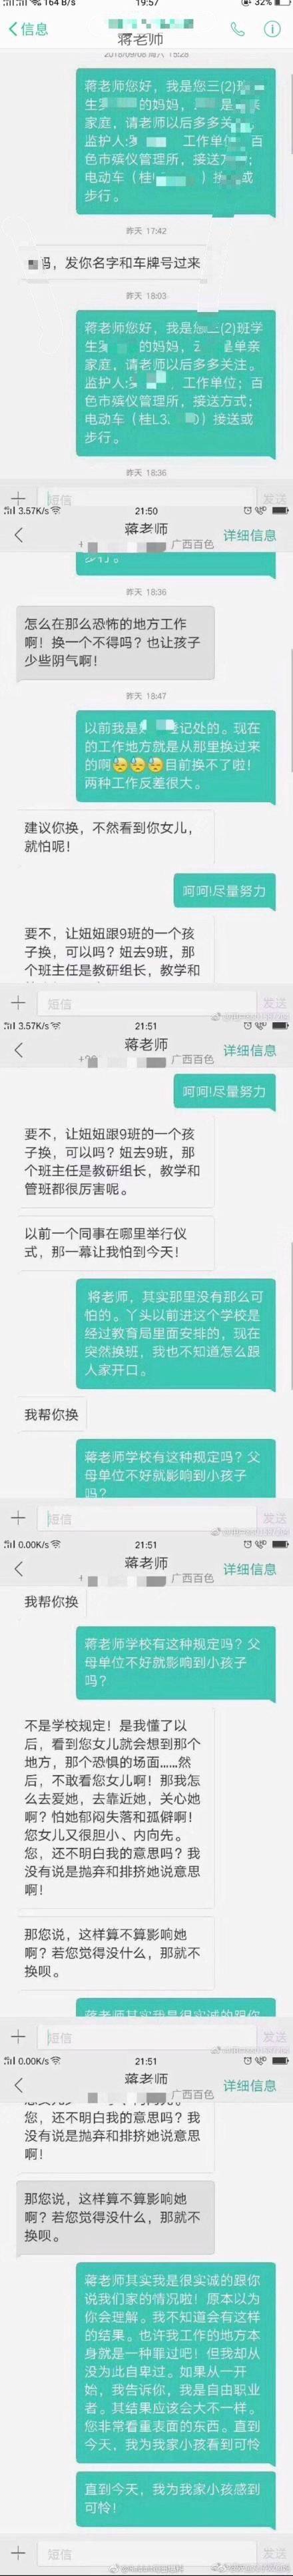 164 B/s
19:57
32%
信息
蒋老师
2018/09/06 周六 15:28
蒋老师您好，我是您三(2)班
生 的妈妈， 是 亲
家庭，请老师以后多多关
监护人: 工作单 百
色市殡仪管理所，接送方
电动车（桂 ）接送或
步行。
昨天 17:42
妈，发你名字和车牌号过来
昨天 18:03
蒋老师您好，我是您三(2)班学
生 的妈妈， 是单亲
家庭，请老师以后多多关注。
监护人: ，工作单位；百
色市殡仪管理所，接送方式；
电动车（桂L3. 0）接送或
步行。
昨天 18:36
短信
发送
3.57K/s
21:50
蒋老师
+ 广西百色
详细信息
步行。
昨天 18:36
怎么在那么恐怖的地方工作
啊！换一个不得吗？也让孩子
少些阴气啊！
昨天 18:47
以前我是 登记处的。现在
的工作地方就是从那里换过来
的啊😓😓😓目前换不了啦！
两种工作反差很大。
建议你换，不然看到你女儿，
就怕呢！
呵呵!尽量努力
要不，让妞妞跟9班的一个孩
子换，可以吗？妞去9班，那
个班主任是教研组长，教学和
短信
发送
3.57K/s
21:51
蒋老师
广西百色
详细信息
呵呵!尽量努力
要不，让妞妞跟9班的一个孩
子换，可以吗？妞去9班，那
个班主任是教研组长，教学和
管班都很厉害呢。
以前一个同事在哪里举行仪
式，那一幕让我怕到今天！
将老师，其实那里没有那么可
怕的。丫头以前进这个学校是
经过教育局里面安排的，现在
突然换班，我也不知道怎么跟
人家开口。
我帮你换
蒋老师学校有这种规定吗？父
母单位不好就影响到小孩子
吗？
短信
发送
0.00K/s
21:51
蒋老师
+ 广西百色
详细信息
我帮你换
蒋老师学校有这种规定吗？父
母单位不好就影响到小孩子
吗？
不是学校规定！是我懂了以
后，看到您女儿就会想到那个
地方，那个恐惧的场面……然
后，不敢看您女儿啊！那我怎
么去爱她，去靠近她，关心她
啊？怕她郁闷失落和孤僻啊！
您女儿又很胆小、内向先。
您，还不明白我的意思吗？我
没有说是抛弃和排挤她说意思
啊！
那您说，这样算不算影响她
啊？若您觉得没什么，那就不
换呗。
蒋老师其实我是很实诚的跟你
短信
发送
0.00K/s
21:51
蒋老师
广西百色
详细信息
您，还不明白我的意思吗？我
没有说是抛弃和排挤她说意思
啊！
那您说，这样算不算影响她
啊？若您觉得没什么，那就不
换呗。
蒋老师其实我是很实诚的跟你
说我们家的情况啦！原本以为
你会理解。我不知道会有这样
的结果。也许我工作的地方本
身就是一种罪过吧！但我却从
没为此自卑过。如果从一开
始，我告诉你，我是自由职业
者。其结果应该会大不一样。
您非常看重表面的东西。直到
今天，我为我家小孩看到可怜
直到今天，我为我家小孩感到
可怜！
短信
发送